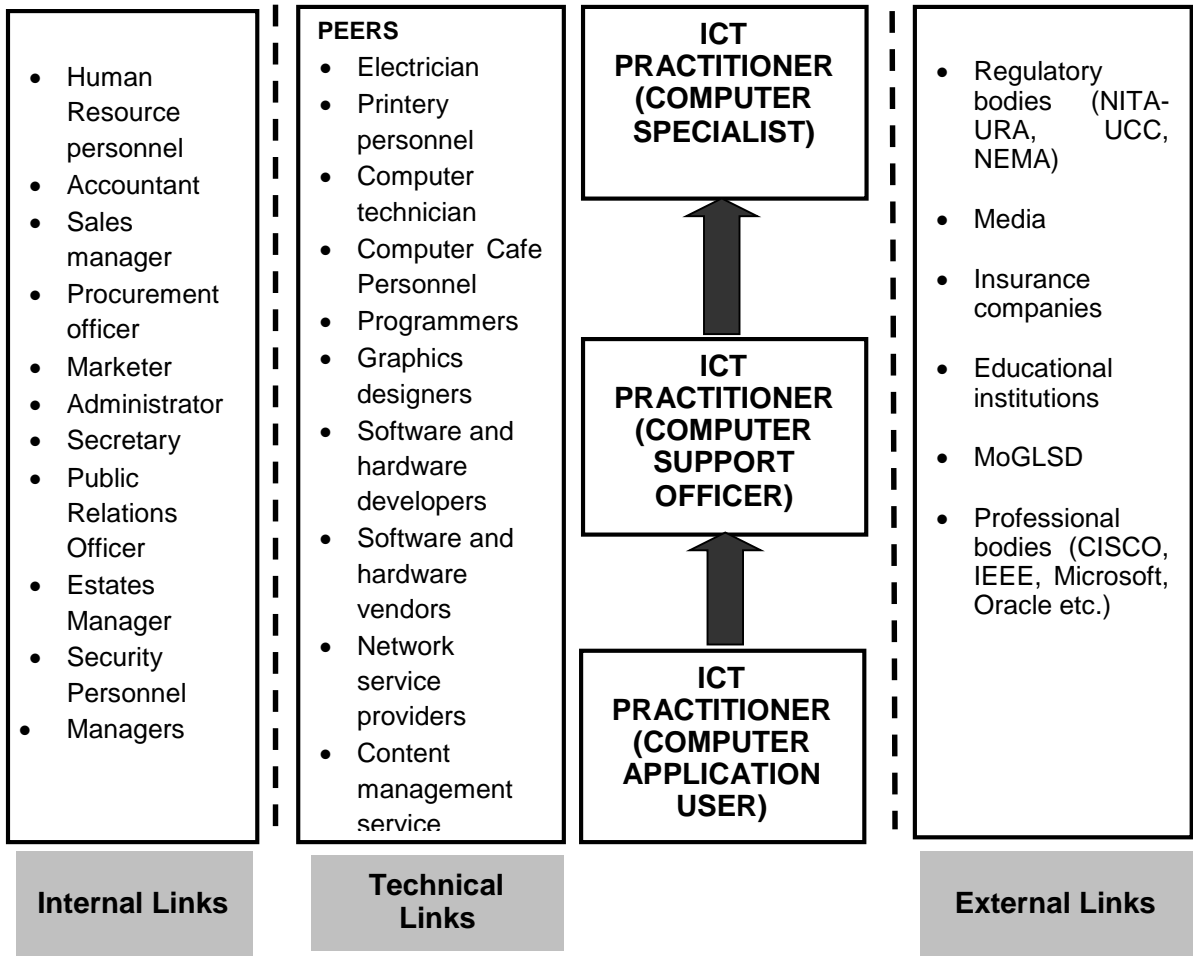 • Human
Resource
personnel
• Accountant
• Sales
manager
• Procurement
officer
• Marketer
• Administrator
• Secretary
• Public
Relations
Officer
• Estates
Manager
• Security
Personnel
• Managers
Internal Links
PEERS
• Electrician
• Printery
personnel
• Computer
technician
• Computer Cafe
Personnel
• Programmers
• Graphics
designers
• Software and
hardware
developers
• Software and
hardware
vendors
• Network
service
providers
• Content
management
service
Technical
Links
ICT
PRACTITIONER
(COMPUTER
SPECIALIST)
ICT
PRACTITIONER
(COMPUTER
SUPPORT
OFFICER)
ICT
PRACTITIONER
(COMPUTER
APPLICATION
USER)
• Regulatory
bodies (NITA-
URA, UCC,
NEMA)
• Media
• Insurance
companies
• Educational
institutions
• MoGLSD
• Professional
bodies (CISCO,
IEEE, Microsoft,
Oracle etc.)
External Links